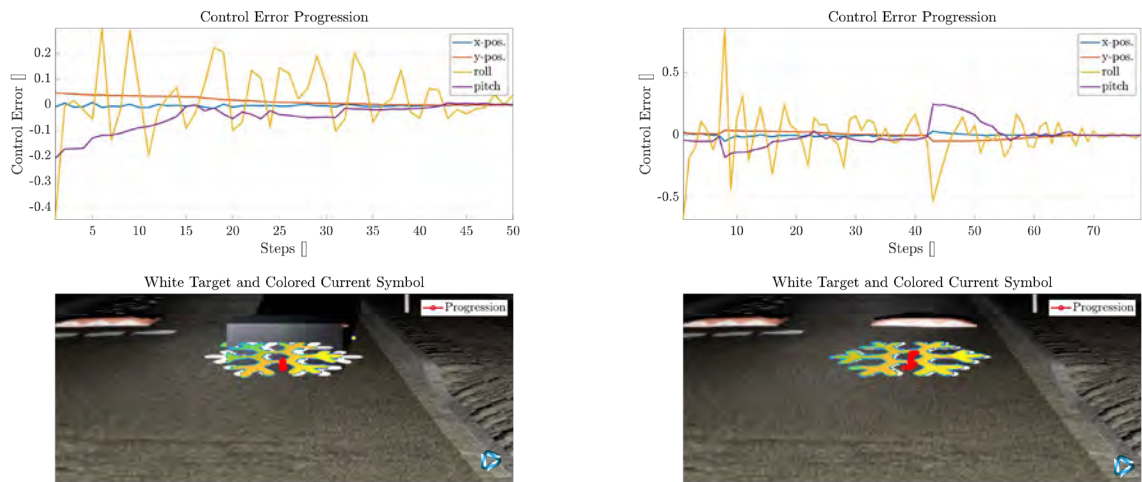 Control Error Progression
Control Error []
0.2
0.1
0
-0.1
-0.2
-0.3
-0.4
x-pos.
y-pos.
roll
pitch
5 10 15 20 25 30 35 40 45 50
Steps []
White Target and Colored Current Symbol
Progression
Control Error Progression
Control Error []
0.5
0
-0.5
x-pos.
y-pos.
roll
pitch
10 20 30 40 50 60 70
Steps []
White Target and Colored Current Symbol
Progression